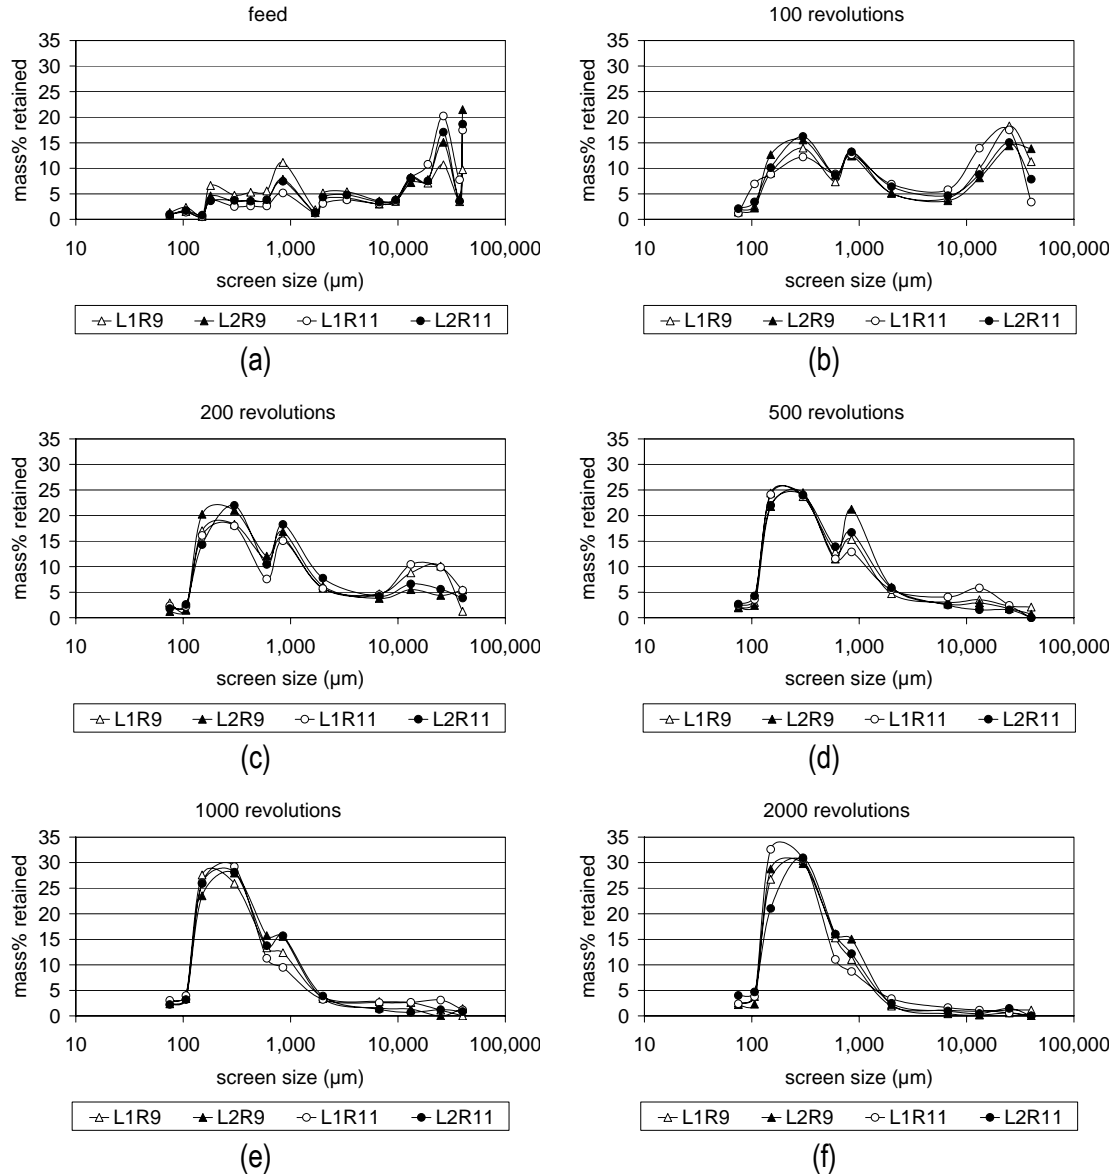 feed
mass% retained
35
30
25
20
15
10
5
0
10 100 1,000 10,000 100,000
screen size (µm)
L1R9 L2R9 L1R11 L2R11
(a)
100 revolutions
mass% retained
35
30
25
20
15
10
5
0
10 100 1,000 10,000 100,000
screen size (µm)
L1R9 L2R9 L1R11 L2R11
(b)
200 revolutions
mass% retained
35
30
25
20
15
10
5
0
10 100 1,000 10,000 100,000
screen size (µm)
L1R9 L2R9 L1R11 L2R11
(c)
500 revolutions
mass% retained
35
30
25
20
15
10
5
0
10 100 1,000 10,000 100,000
screen size (µm)
L1R9 L2R9 L1R11 L2R11
(d)
1000 revolutions
mass% retained
35
30
25
20
15
10
5
0
10 100 1,000 10,000 100,000
screen size (µm)
L1R9 L2R9 L1R11 L2R11
(e)
2000 revolutions
mass% retained
35
30
25
20
15
10
5
0
10 100 1,000 10,000 100,000
screen size (µm)
L1R9 L2R9 L1R11 L2R11
(f)